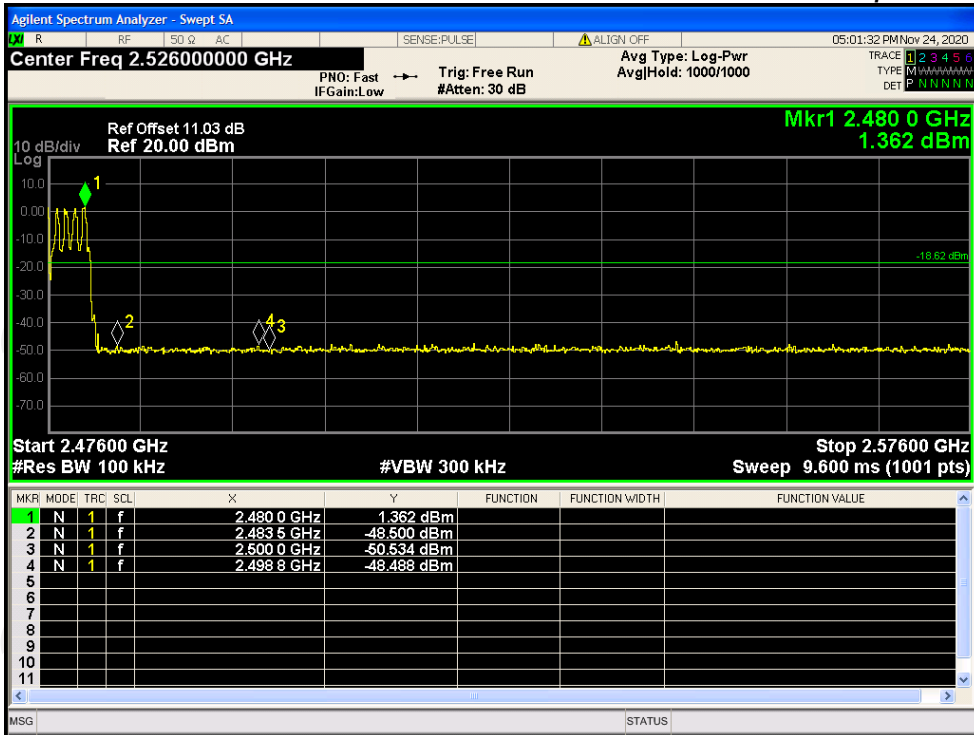 Agilent Spectrum Analyzer - Swept SA
LXI R RF 50 Ω AC SENSE:PULSE ALIGN OFF 05:01:32 PM Nov 24, 2020
Center Freq 2.526000000 GHz
PNO: Fast
IFGain:Low
Trig: Free Run
#Atten: 30 dB
Avg Type: Log-Pwr
Avg|Hold: 1000/1000
TRACE 1 2 3 4 5 6
TYPE M WWWWW
DET P N N N N N
Mkr1 2.480 0 GHz
1.362 dBm
Ref Offset 11.03 dB
10 dB/div Ref 20.00 dBm
Log
10.0
0.00
-10.0
-20.0
-30.0
-40.0
-50.0
-60.0
-70.0
1
2
4
3
-18.62 dBm
Start 2.47600 GHz Stop 2.57600 GHz
#Res BW 100 kHz #VBW 300 kHz Sweep 9.600 ms (1001 pts)
MKR MODE TRC SCL X Y FUNCTION FUNCTION WIDTH FUNCTION VALUE
1 N 1 f 2.480 0 GHz 1.362 dBm
2 N 1 f 2.483 5 GHz -48.500 dBm
3 N 1 f 2.500 0 GHz -50.534 dBm
4 N 1 f 2.498 8 GHz -48.488 dBm
5
6
7
8
9
10
11
MSG STATUS